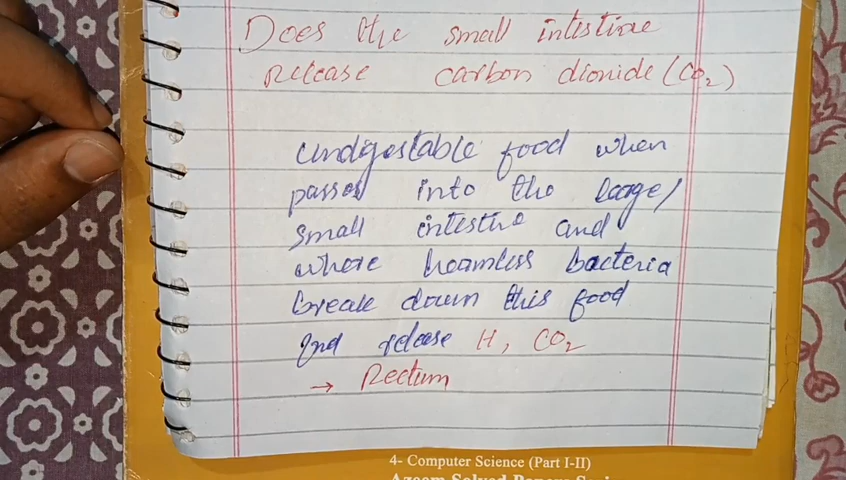 Does the small intestine
release carbon dioxide (CO₂)
undigestable food when
passes into the large/
small intestine and
where harmless bacteria
break down this food
and release H, CO₂
→ Rectum
4- Computer Science (Part I-II)